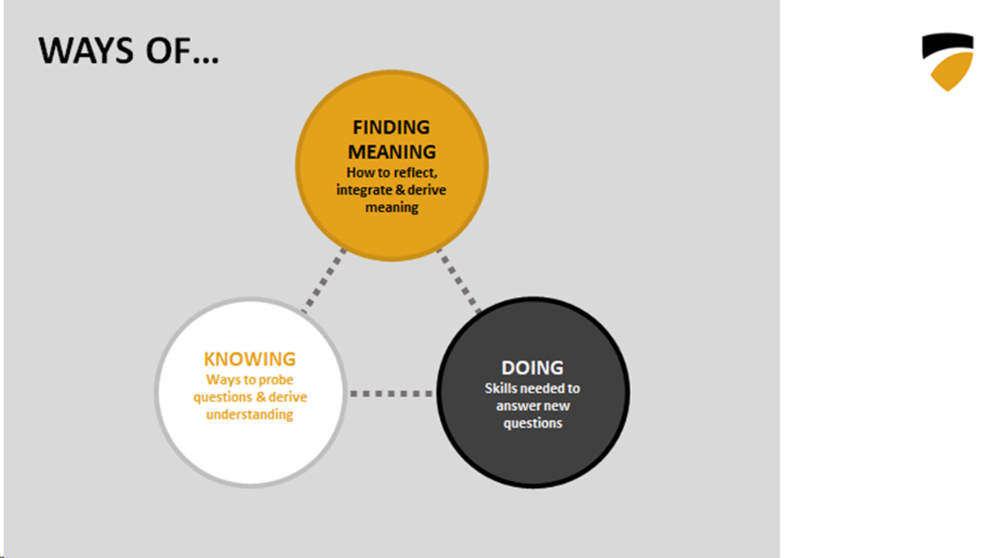 WAYS OF...
FINDING
MEANING
How to reflect,
integrate & derive
meaning
KNOWING
Ways to probe
questions & derive
understanding
DOING
Skills needed to
answer new
questions